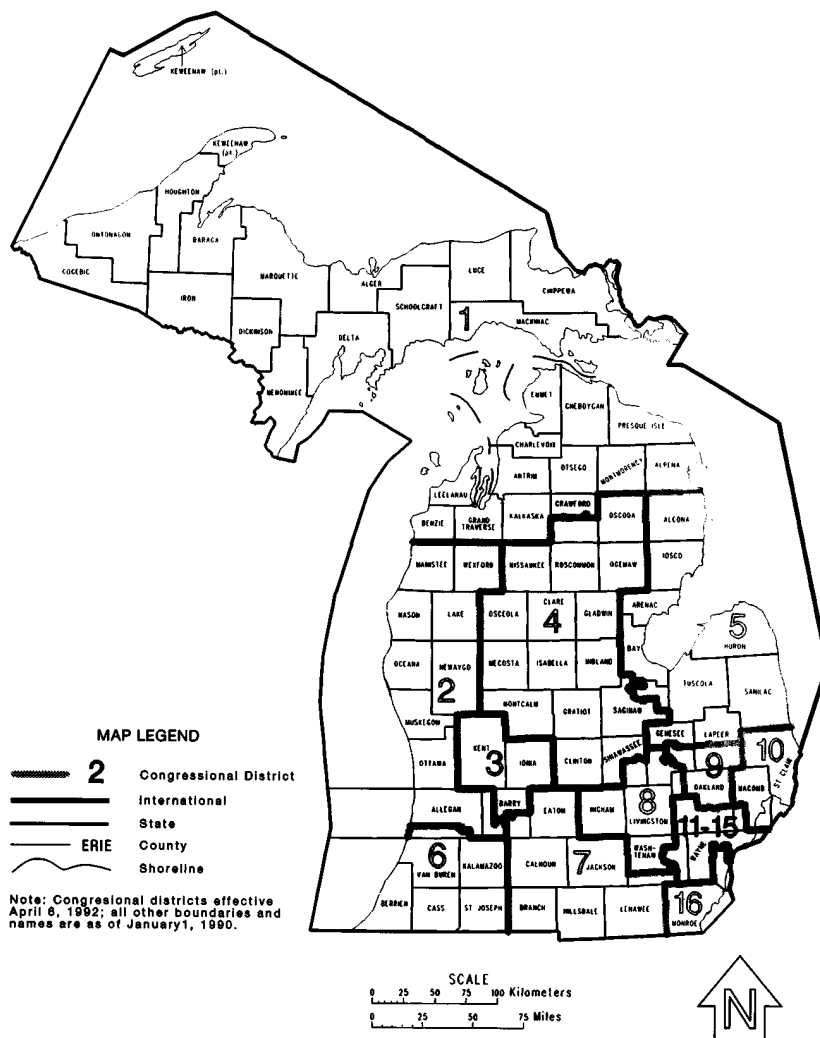 KEWEENAW (pt.)
KEWEENAW
(pt.)
HOUGHTON
ONTONAGON
BARAGA
GOGEBIC
MARQUETTE
LUCE
ALGER
CHIPPEWA
IRON
SCHOOLCRAFT
1
MACKINAC
DICKINSON
DELTA
MENOMINEE
EMMET
CHEBOYGAN
PRESQUE ISLE
CHARLEVOIX
ANTRIM
OTSEGO
MONTMORENCY
ALPENA
LEELANAU
BENZIE
GRAND
TRAVERSE
KALKASKA
CRAWFORD
OSCODA
ALCONA
MANISTEE
WEXFORD
MISSAUKEE
ROSCOMMON
OGEMAW
IOSCO
MASON
LAKE
OSCEOLA
CLARE
GLADWIN
ARENAC
4
5
HURON
OCEANA
NEWAYGO
MECOSTA
ISABELLA
MIDLAND
BAY
2
TUSCOLA
SANILAC
MUSKEGON
MONTCALM
GRATIOT
SAGINAW
GENESEE
LAPEER
10
ST CLAIR
OTTAWA
KENT
3
IONIA
CLINTON
SHIAWASSEE
9
OAKLAND
MACOMB
ALLEGAN
BARRY
EATON
INGHAM
8
LIVINGSTON
11-15
6
VAN BUREN
KALAMAZOO
CALHOUN
7
JACKSON
WASH-
TENAW
WAYNE
BERRIEN
CASS
ST JOSEPH
BRANCH
HILLSDALE
LENAWEE
16
MONROE
MAP LEGEND
2 Congressional District
International
State
ERIE County
Shoreline
Note: Congresional districts effective
April 6, 1992; all other boundaries and
names are as of January1, 1990.
SCALE
0 25 50 75 100 Kilometers
0 25 50 75 Miles
N